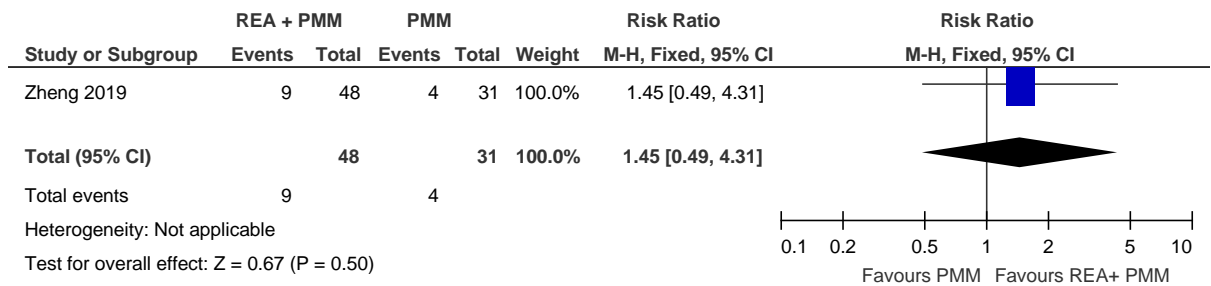 REA + PMM PMM Risk Ratio Risk Ratio
Study or Subgroup Events Total Events Total Weight M-H, Fixed, 95% CI M-H, Fixed, 95% CI
Zheng 2019 9 48 4 31 100.0% 1.45 [0.49, 4.31]
Total (95% CI) 48 31 100.0% 1.45 [0.49, 4.31]
Total events 9 4
Heterogeneity: Not applicable
Test for overall effect: Z = 0.67 (P = 0.50)
0.1 0.2 0.5 1 2 5 10
Favours PMM Favours REA+ PMM